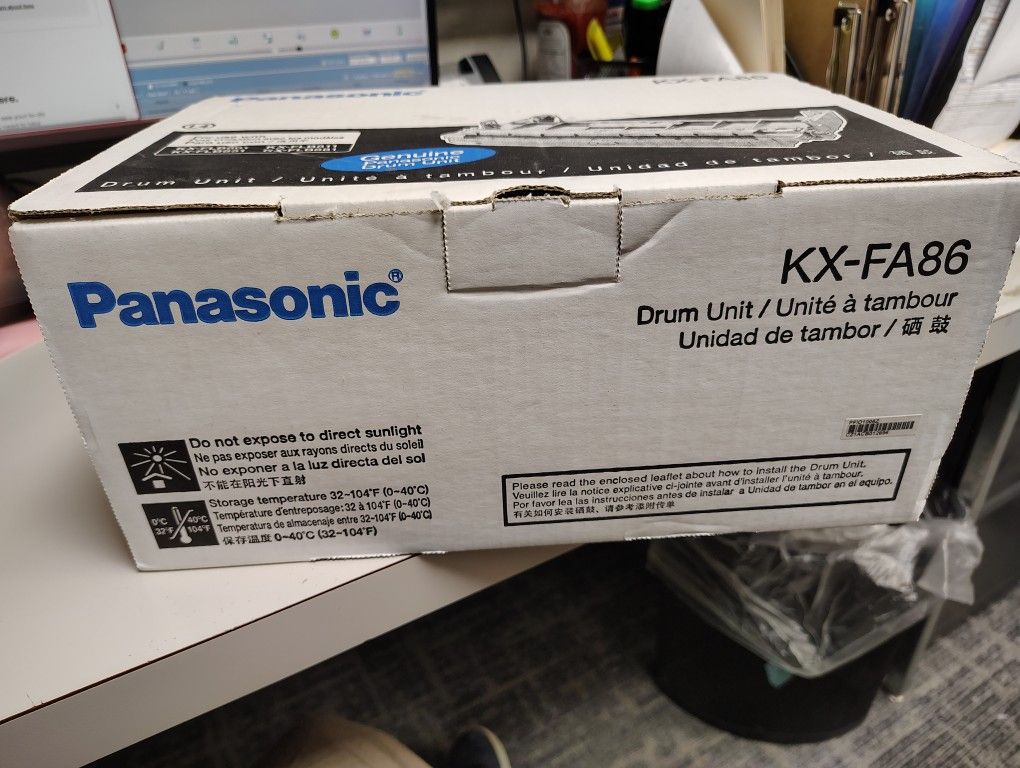 Panasonic
KX-FA86
Genuine
Panasonic
Drum Unit
Drum Unit / Unité à tambour / Unidad de tambor / 硒鼓
Panasonic®
KX-FA86
Drum Unit / Unité à tambour
Unidad de tambor / 硒鼓
Do not expose to direct sunlight
Ne pas exposer aux rayons directs du soleil
No exponer a la luz directa del sol
不能在阳光下直射
0°C 40°C
32°F 104°F
Storage temperature 32~104°F (0~40°C)
Température d'entreposage: 32 à 104°F (0~40°C)
Temperatura de almacenaje entre 32~104°F (0~40°C)
保存温度 0~40°C (32~104°F)
Please read the enclosed leaflet about how to install the Drum Unit.
Veuillez lire la notice explicative ci-jointe avant d'installer l'unité à tambour.
Por favor lea las instrucciones antes de instalar a Unidad de tambor en el equipo.
有关如何安装硒鼓、请参考添附传单